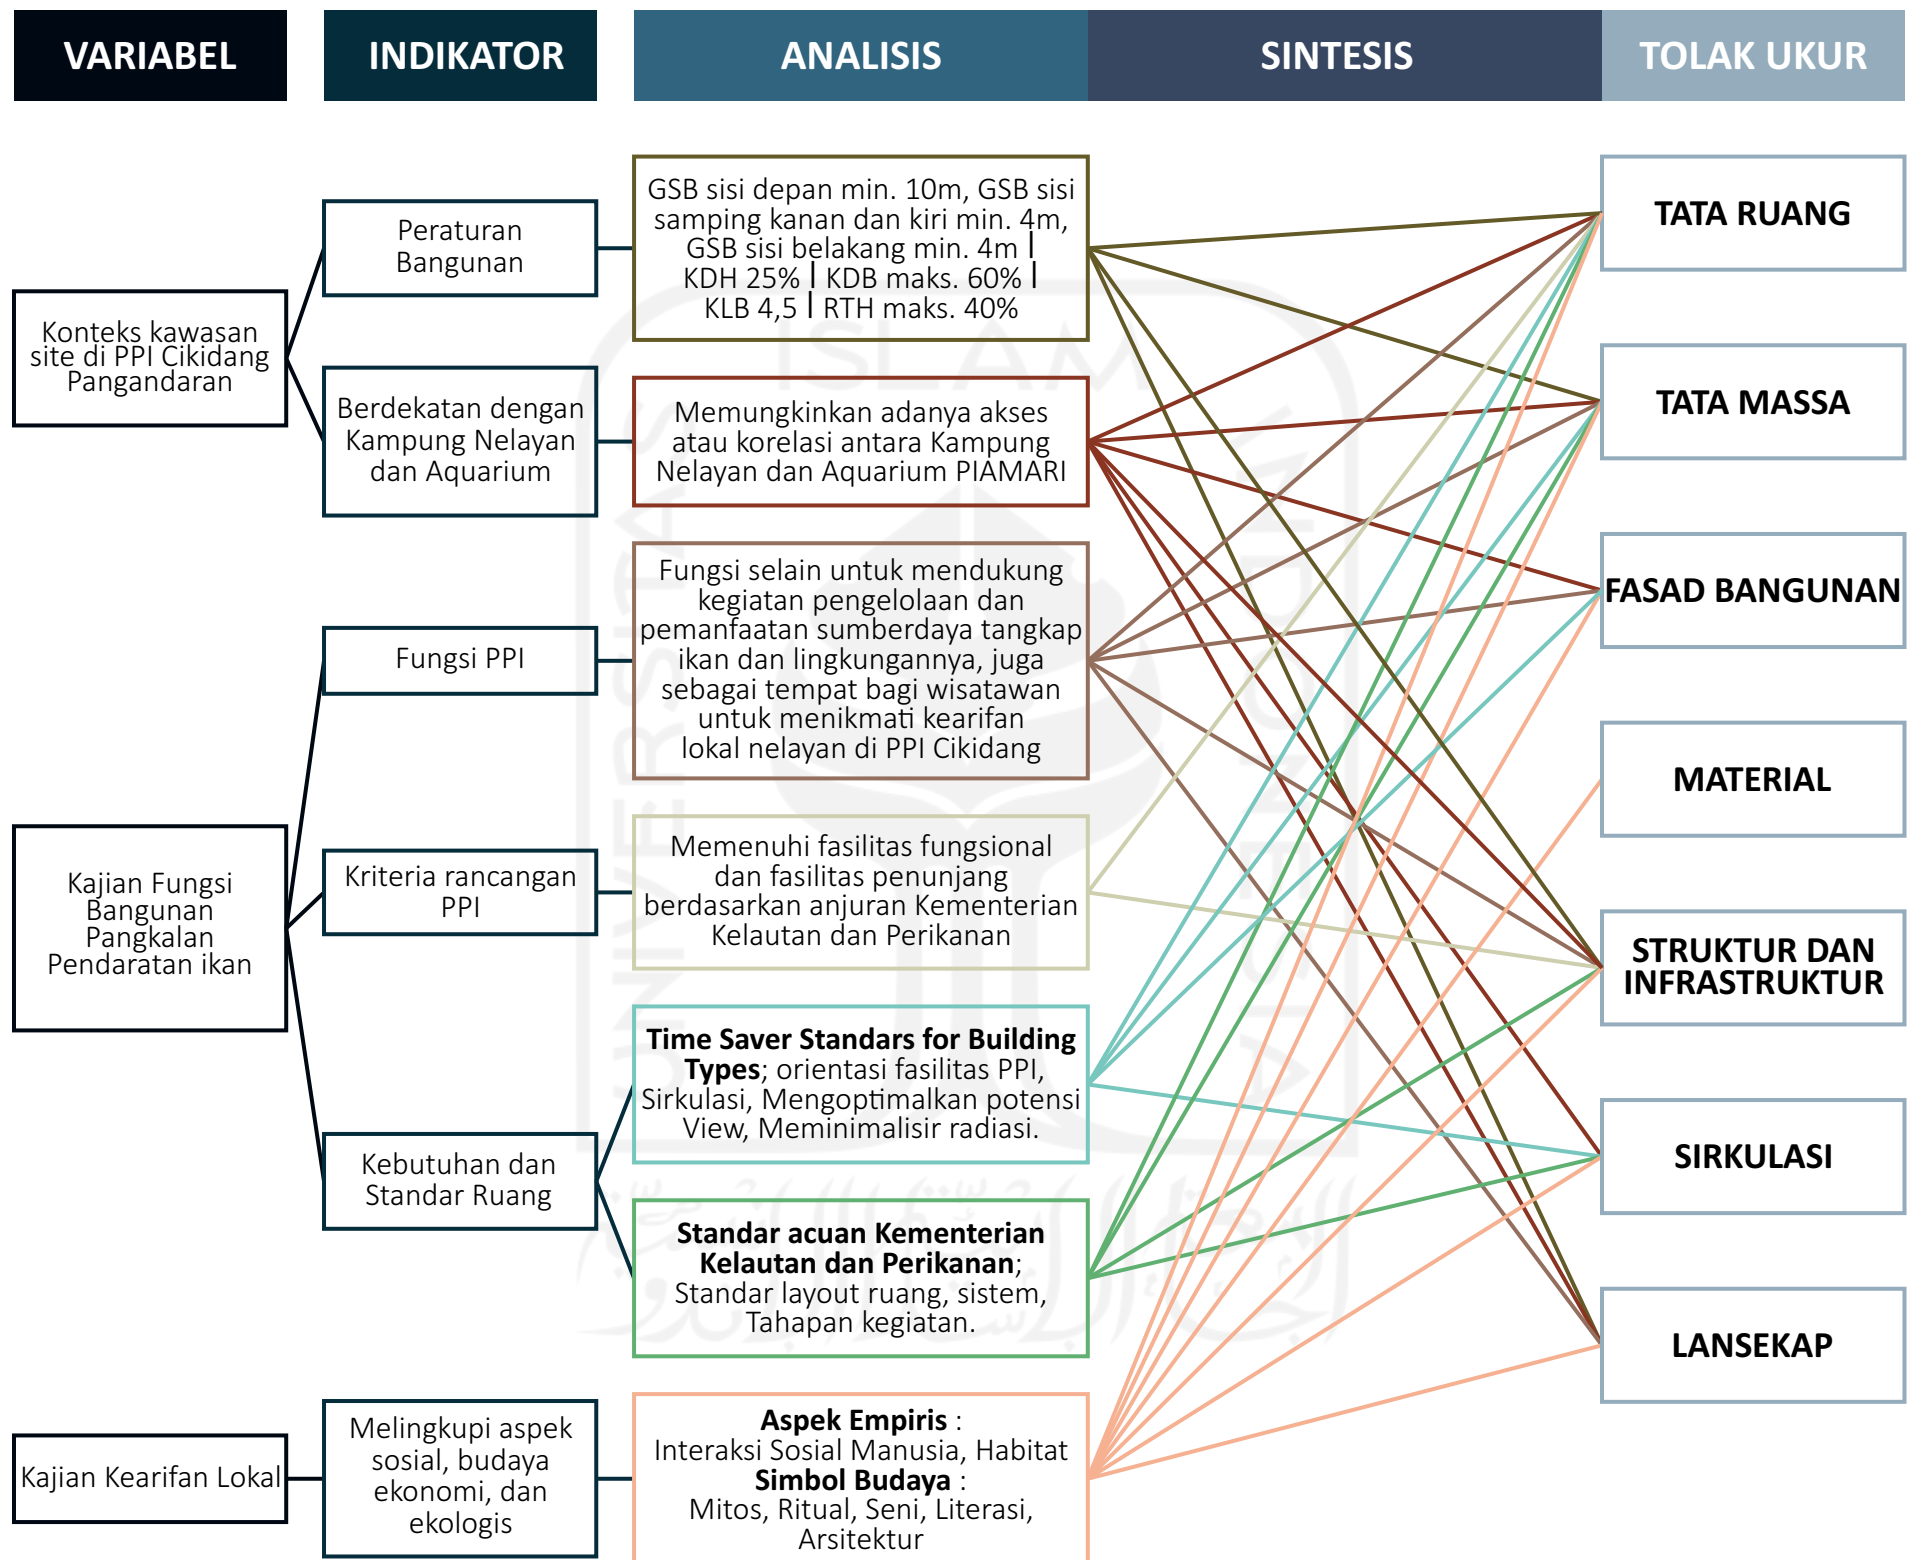 VARIABEL
INDIKATOR
ANALISIS
SINTESIS
TOLAK UKUR
Konteks kawasan
site di PPI Cikidang
Pangandaran
Peraturan
Bangunan
GSB sisi depan min. 10m, GSB sisi
samping kanan dan kiri min. 4m,
GSB sisi belakang min. 4m |
KDH 25% | KDB maks. 60% |
KLB 4,5 | RTH maks. 40%
Berdekatan dengan
Kampung Nelayan
dan Aquarium
Memungkinkan adanya akses
atau korelasi antara Kampung
Nelayan dan Aquarium PIAMARI
Kajian Fungsi
Bangunan
Pangkalan
Pendaratan ikan
Fungsi PPI
Fungsi selain untuk mendukung
kegiatan pengelolaan dan
pemanfaatan sumberdaya tangkap
ikan dan lingkungannya, juga
sebagai tempat bagi wisatawan
untuk menikmati kearifan
lokal nelayan di PPI Cikidang
Kriteria rancangan
PPI
Memenuhi fasilitas fungsional
dan fasilitas penunjang
berdasarkan anjuran Kementerian
Kelautan dan Perikanan
Kebutuhan dan
Standar Ruang
Time Saver Standars for Building
Types; orientasi fasilitas PPI,
Sirkulasi, Mengoptimalkan potensi
View, Meminimalisir radiasi.
Standar acuan Kementerian
Kelautan dan Perikanan;
Standar layout ruang, sistem,
Tahapan kegiatan.
Kajian Kearifan Lokal
Melingkupi aspek
sosial, budaya
ekonomi, dan
ekologis
Aspek Empiris :
Interaksi Sosial Manusia, Habitat
Simbol Budaya :
Mitos, Ritual, Seni, Literasi,
Arsitektur
TATA RUANG
TATA MASSA
FASAD BANGUNAN
MATERIAL
STRUKTUR DAN
INFRASTRUKTUR
SIRKULASI
LANSEKAP
UNIVERSITAS
ISLAM
INDONESIA